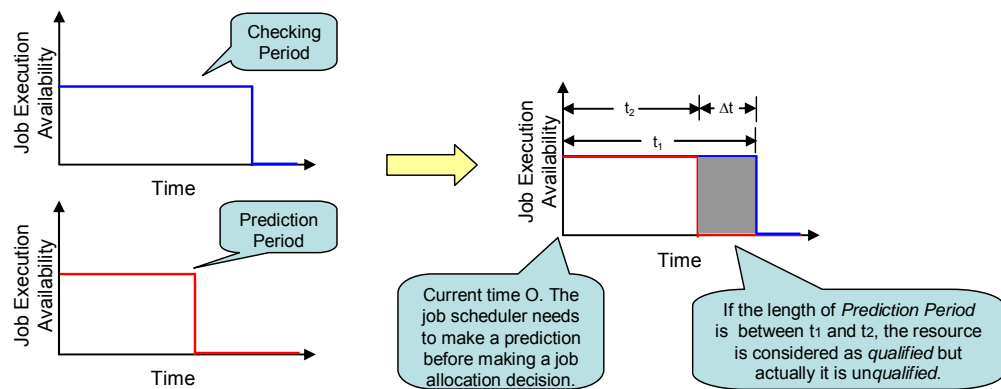 Checking
Period
Job Execution
Availability
Time
Prediction
Period
Job Execution
Availability
Time
t2
Δt
t1
Job Execution
Availability
Time
Current time O. The
job scheduler needs
to make a prediction
before making a job
allocation decision.
If the length of Prediction Period
is between t1 and t2, the resource
is considered as qualified but
actually it is unqualified.